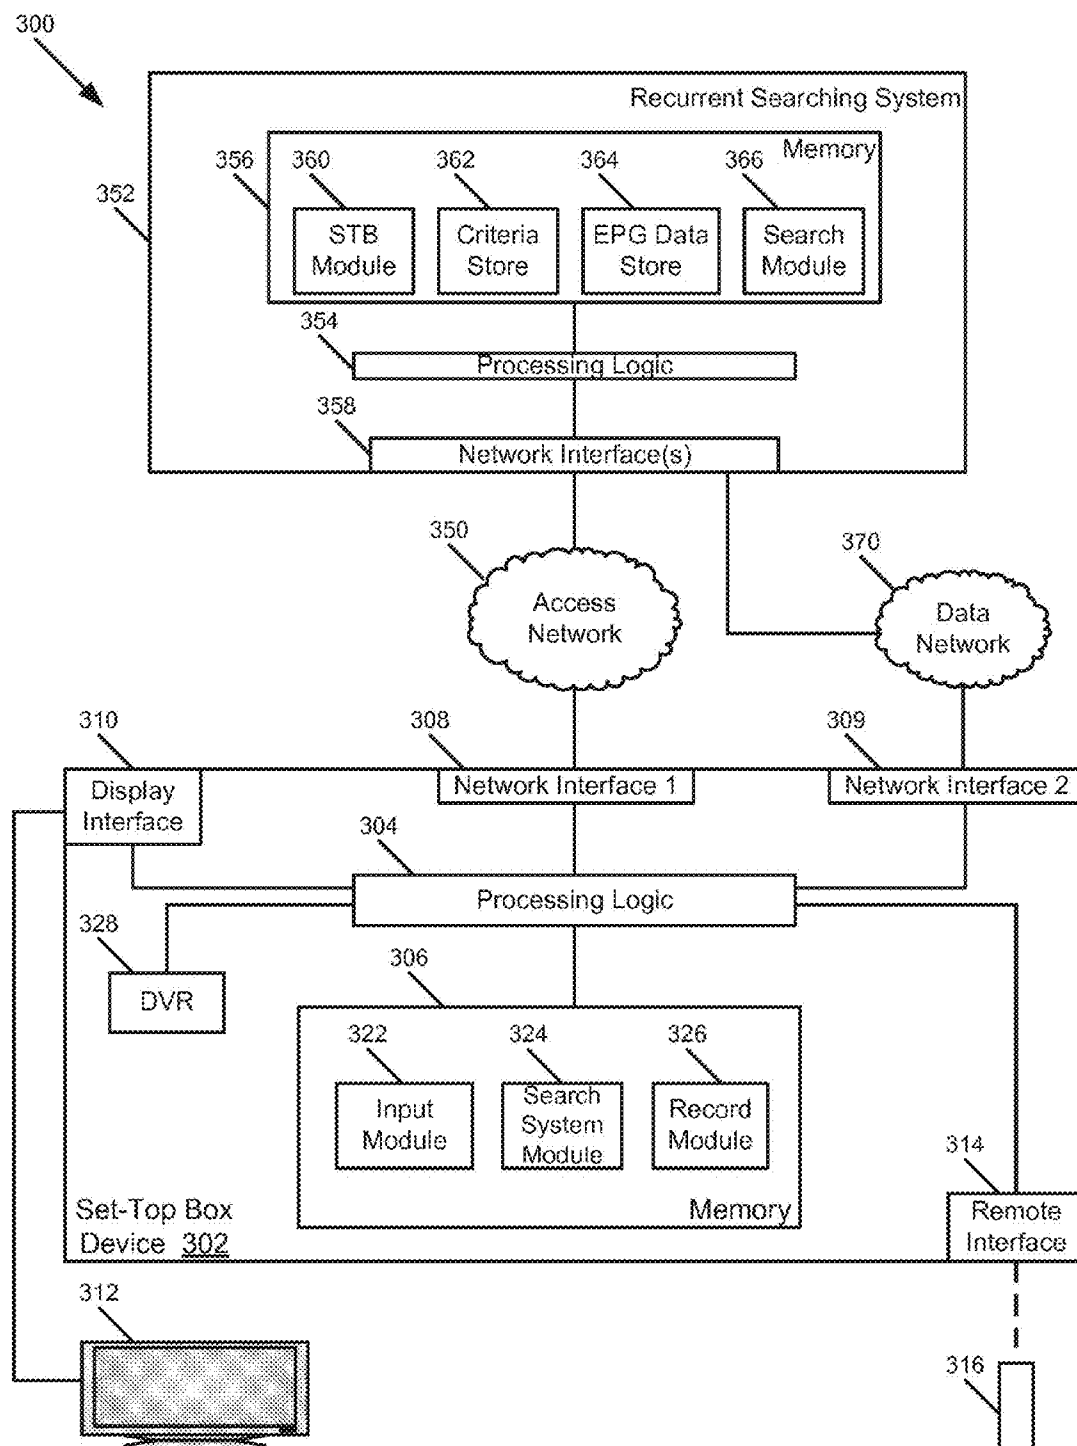 300
Recurrent Searching System
Memory
356
360
362
364
366
352
STB
Module
Criteria
Store
EPG Data
Store
Search
Module
354
Processing Logic
358
Network Interface(s)
350
370
Access
Network
Data
Network
310
308
309
Display
Interface
Network Interface 1
Network Interface 2
304
Processing Logic
328
DVR
306
322
324
326
Input
Module
Search
System
Module
Record
Module
314
Memory
Set-Top Box
Device 302
Remote
Interface
312
316